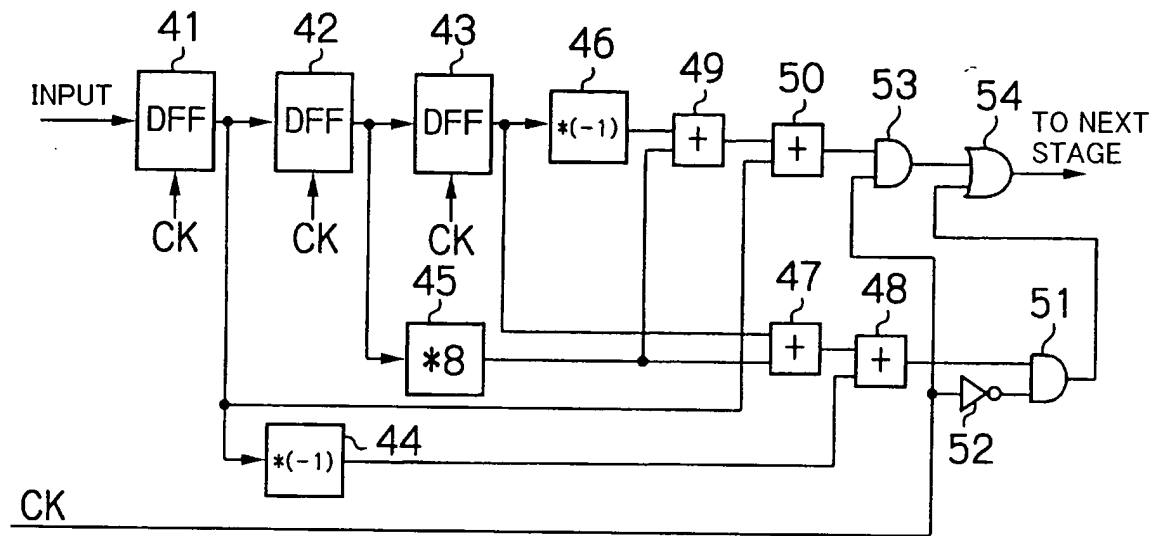 41
42
43
46
49
50
53
54
INPUT
DFF
DFF
DFF
*(-1)
+
+
TO NEXT
STAGE
CK
CK
CK
45
*8
47
+
48
+
51
52
*(-1)
44
CK